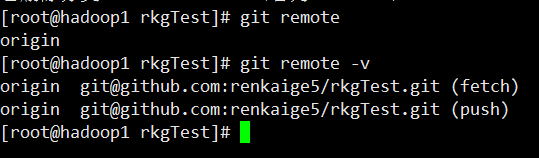 [root@hadoop1 rkgTest]# git remote
origin
[root@hadoop1 rkgTest]# git remote -v
origin  git@github.com:renkaige5/rkgTest.git (fetch)
origin  git@github.com:renkaige5/rkgTest.git (push)
[root@hadoop1 rkgTest]#